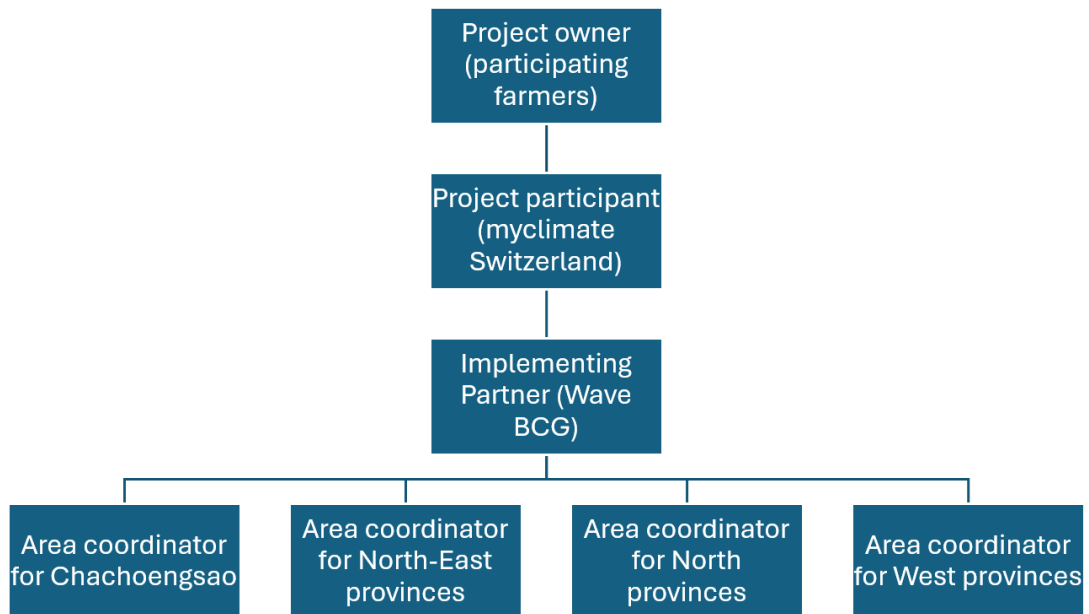 Project owner
(participating
farmers)
Project participant
(myclimate
Switzerland)
Implementing
Partner (Wave
BCG)
Area coordinator
for Chachoengsao
Area coordinator
for North-East
provinces
Area coordinator
for North
provinces
Area coordinator
for West provinces